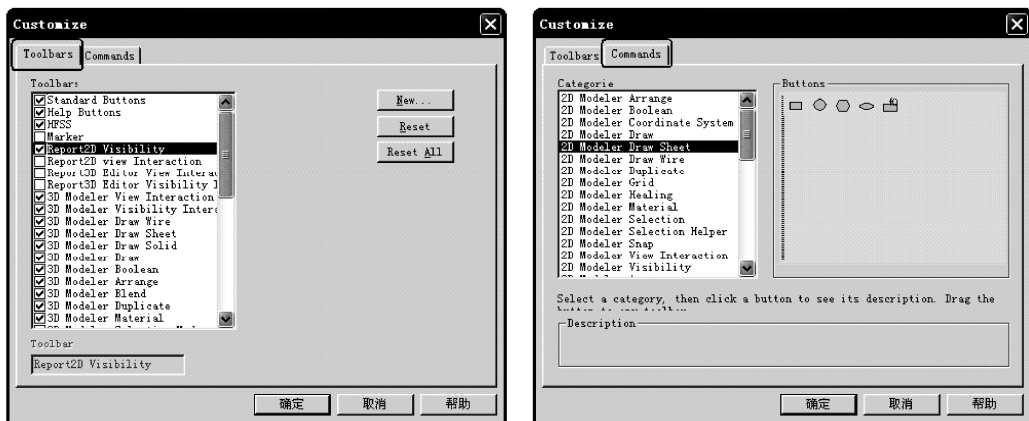 Customize
Toolbars Commands
Toolbars
Standard Buttons
Help Buttons
HFSS
Marker
Report2D Visibility
Report2D view Interaction
Report3D Editor View Interac
Report3D Editor Visibility I
3D Modeler View Interaction
3D Modeler Visibility Intera
3D Modeler Draw Wire
3D Modeler Draw Sheet
3D Modeler Draw Solid
3D Modeler Draw
3D Modeler Boolean
3D Modeler Arrange
3D Modeler Blend
3D Modeler Duplicate
3D Modeler Material
New...
Reset
Reset All
Toolbar
Report2D Visibility
确定 取消 帮助
Customize
Toolbars Commands
Categorie
2D Modeler Arrange
2D Modeler Boolean
2D Modeler Coordinate System
2D Modeler Draw
2D Modeler Draw Sheet
2D Modeler Draw Wire
2D Modeler Duplicate
2D Modeler Grid
2D Modeler Healing
2D Modeler Material
2D Modeler Selection
2D Modeler Selection Helper
2D Modeler Snap
2D Modeler View Interaction
2D Modeler Visibility
Buttons
Select a category, then click a button to see its description. Drag the
Description
确定 取消 帮助